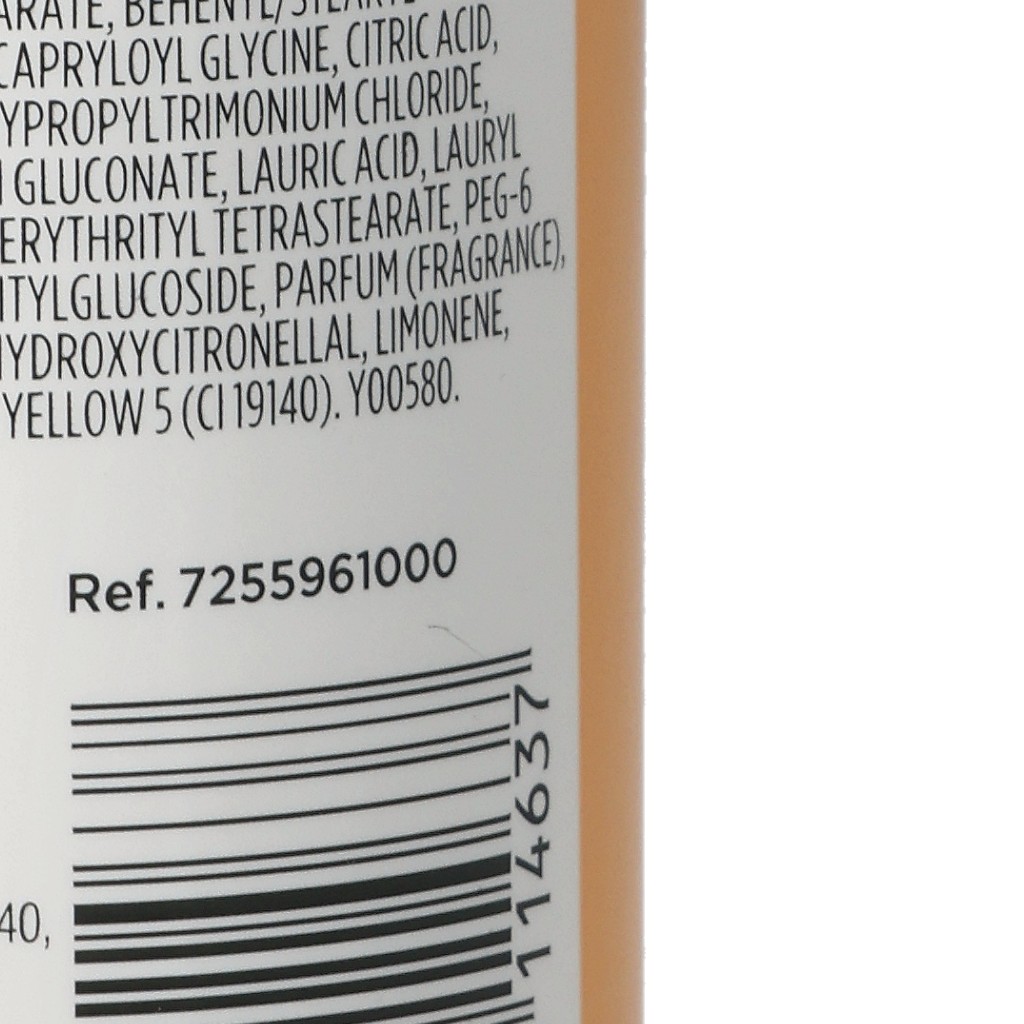 CAPRYLOYL GLYCINE, CITRIC ACID,
YPROPYLTRIMONIUM CHLORIDE,
GLUCONATE, LAURIC ACID, LAURYL
ERYTHRITYL TETRASTEARATE, PEG-6
ITYLGLUCOSIDE, PARFUM (FRAGRANCE),
HYDROXYCITRONELLAL, LIMONENE,
YELLOW 5 (CI 19140). Y00580.
Ref. 7255961000
40,
114637